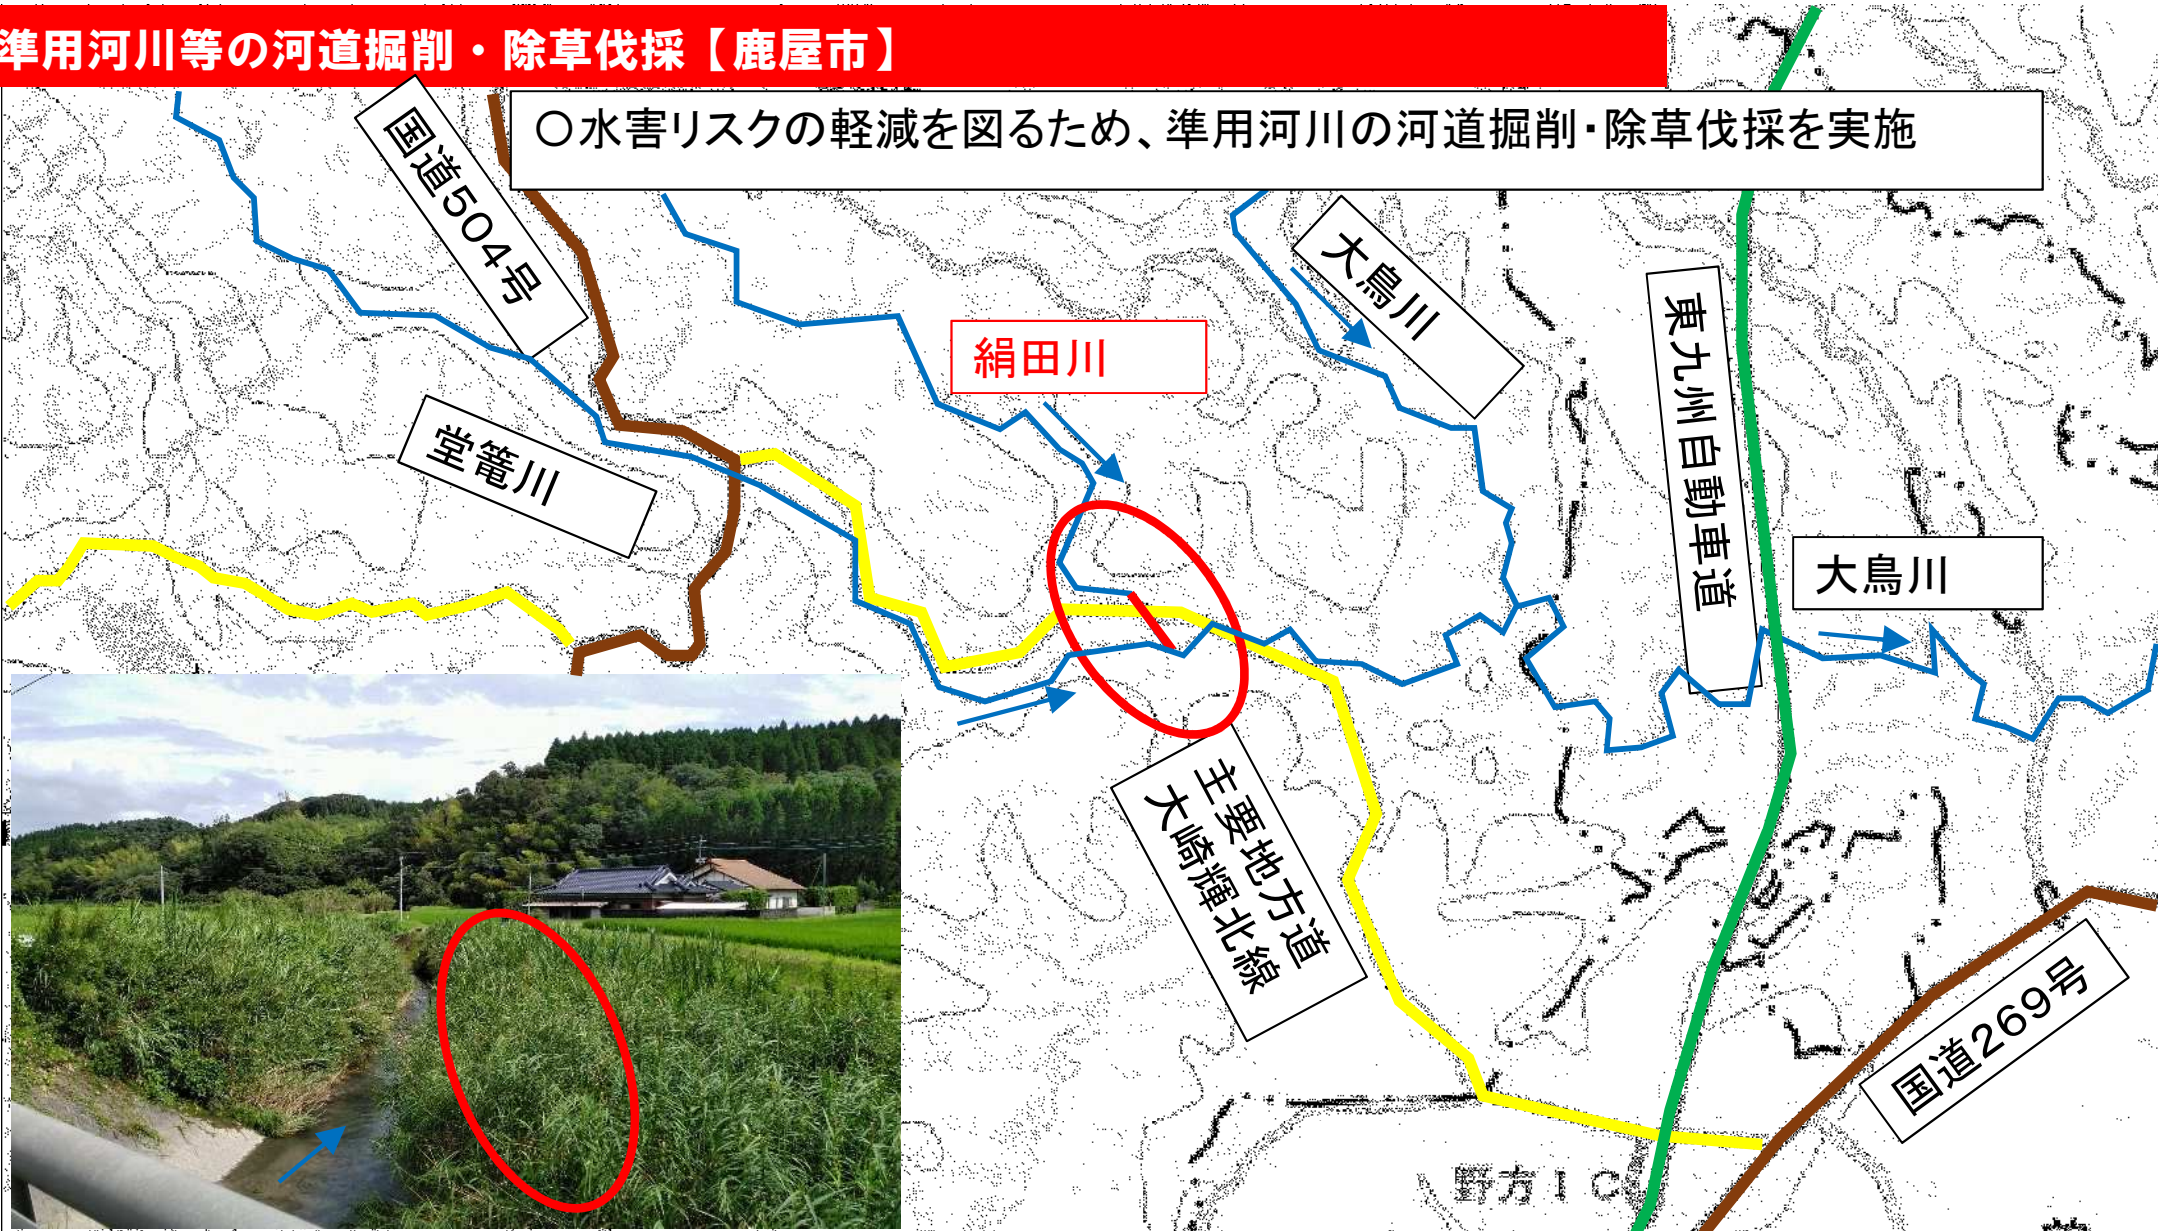 準用河川等の河道掘削・除草伐採【鹿屋市】
○水害リスクの軽減を図るため、準用河川の河道掘削・除草伐採を実施
国道504号
大鳥川
絹田川
東九州自動車道
堂篭川
大鳥川
主要地方道
大崎輝北線
国道269号
野方IC